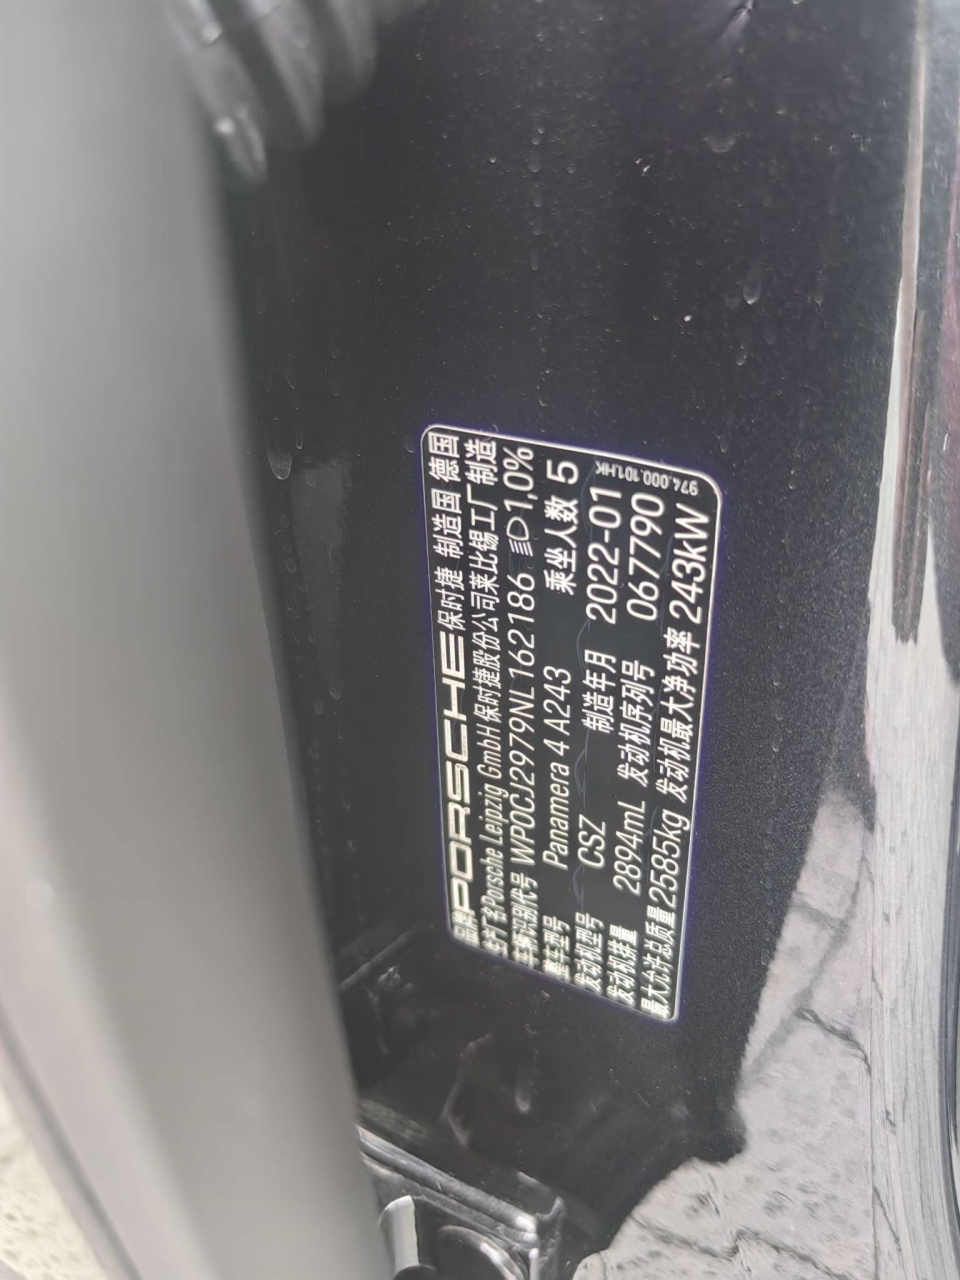 品牌 PORSCHE 保时捷 制造国 德国
生产厂名 Porsche Leipzig GmbH 保时捷股份公司莱比锡工厂制造
车辆识别代号 WP0CJ2979NL162186 1,0%
整车型号 Panamera 4 A243 乘坐人数 5
发动机型号 CSZ 制造年月 2022-01
发动机排量 2894mL 发动机序列号 067790
最大允许总质量 2585kg 发动机最大净功率 243kW
974.000.101.HK